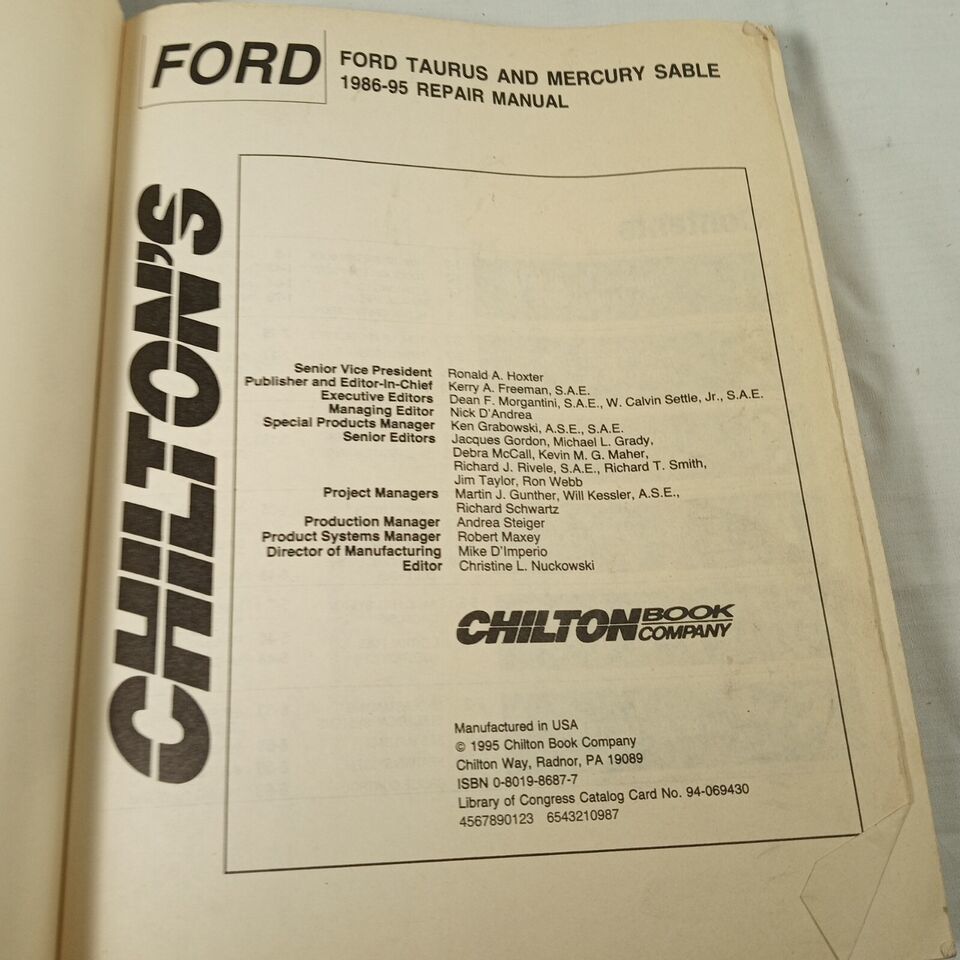 FORD
FORD TAURUS AND MERCURY SABLE
1986-95 REPAIR MANUAL
CHILTON'S
Senior Vice President Ronald A. Hoxter
Publisher and Editor-In-Chief Kerry A. Freeman, S.A.E.
Executive Editors Dean F. Morgantini, S.A.E., W. Calvin Settle, Jr., S.A.E.
Managing Editor Nick D'Andrea
Special Products Manager Ken Grabowski, A.S.E., S.A.E.
Senior Editors Jacques Gordon, Michael L. Grady,
Debra McCall, Kevin M. G. Maher,
Richard J. Rivele, S.A.E., Richard T. Smith,
Jim Taylor, Ron Webb
Project Managers Martin J. Gunther, Will Kessler, A.S.E.,
Richard Schwartz
Production Manager Andrea Steiger
Product Systems Manager Robert Maxey
Director of Manufacturing Mike D'Imperio
Editor Christine L. Nuckowski
CHILTON BOOK COMPANY
Manufactured in USA
© 1995 Chilton Book Company
Chilton Way, Radnor, PA 19089
ISBN 0-8019-8687-7
Library of Congress Catalog Card No. 94-069430
4567890123 6543210987